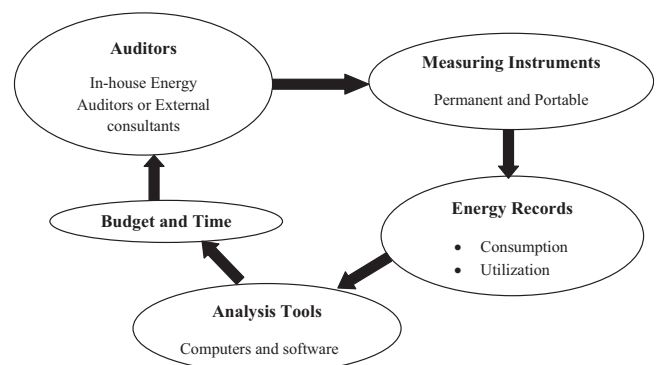 Auditors
In-house Energy
Auditors or External
consultants
Measuring Instruments
Permanent and Portable
Energy Records
• Consumption
• Utilization
Analysis Tools
Computers and software
Budget and Time